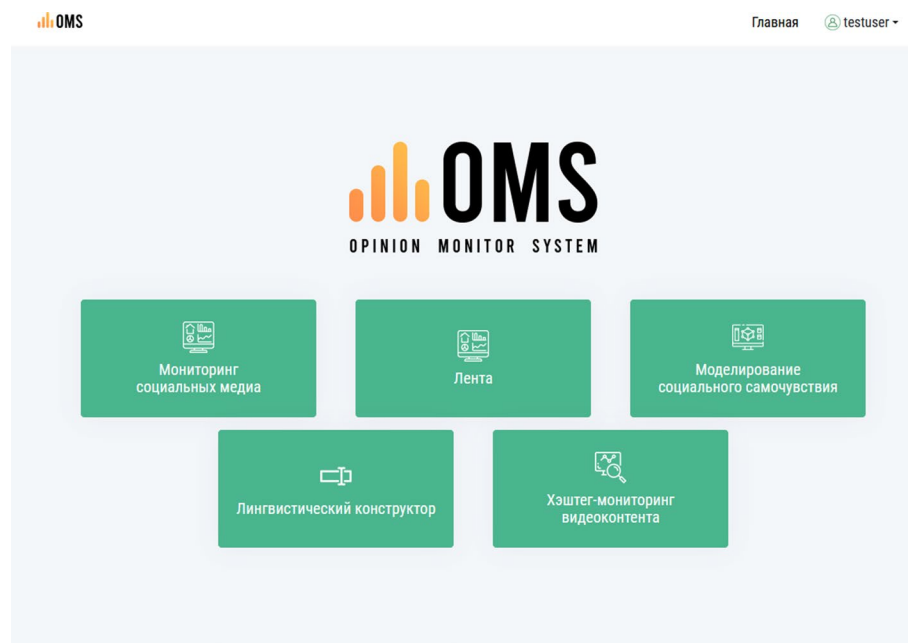 OMS
Главная
testuser
OMS
OPINION MONITOR SYSTEM
Мониторинг
социальных медиа
Лента
Моделирование
социального самочувствия
Лингвистический конструктор
Хэштег-мониторинг
видеоконтента